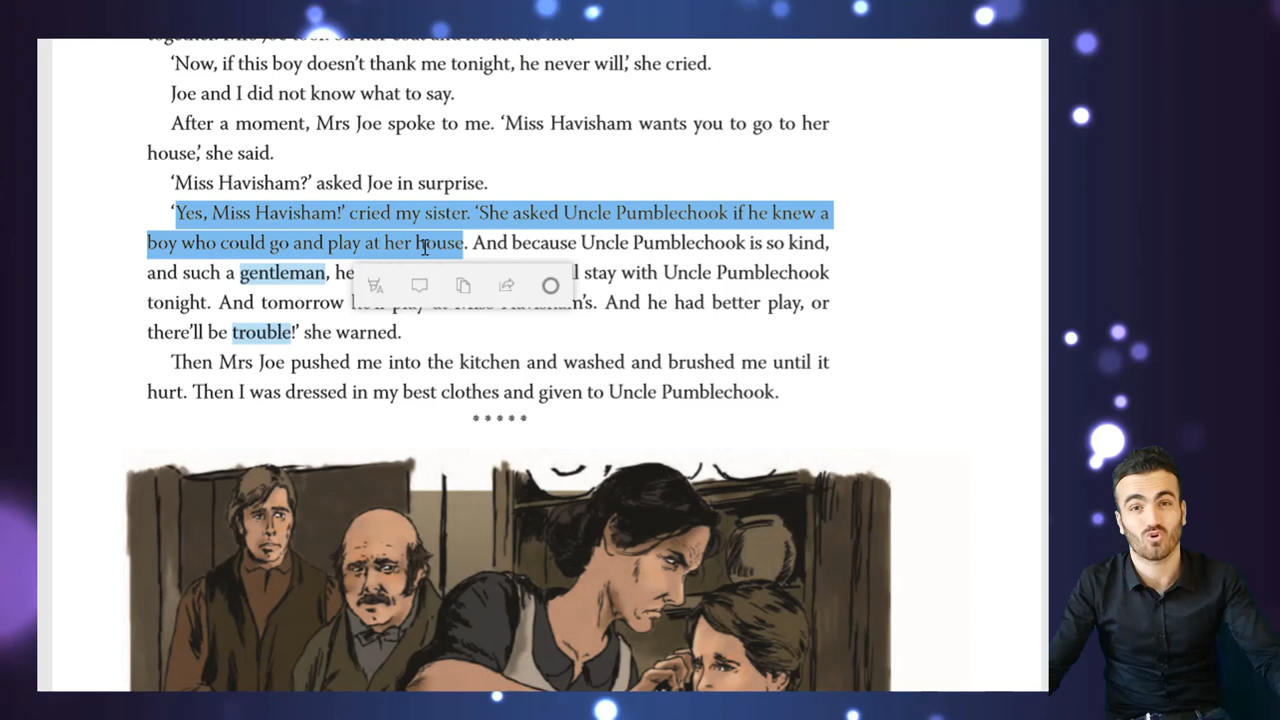 ‘Now, if this boy doesn’t thank me tonight, he never will,’ she cried.
Joe and I did not know what to say.
After a moment, Mrs Joe spoke to me. ‘Miss Havisham wants you to go to her
house,’ she said.
‘Miss Havisham?’ asked Joe in surprise.
‘Yes, Miss Havisham!’ cried my sister. ‘She asked Uncle Pumblechook if he knew a
boy who could go and play at her house. And because Uncle Pumblechook is so kind,
and such a gentleman, he stay with Uncle Pumblechook
tonight. And tomorrow he’ll play at Miss Havisham’s. And he had better play, or
there’ll be trouble!’ she warned.
Then Mrs Joe pushed me into the kitchen and washed and brushed me until it
hurt. Then I was dressed in my best clothes and given to Uncle Pumblechook.
*****